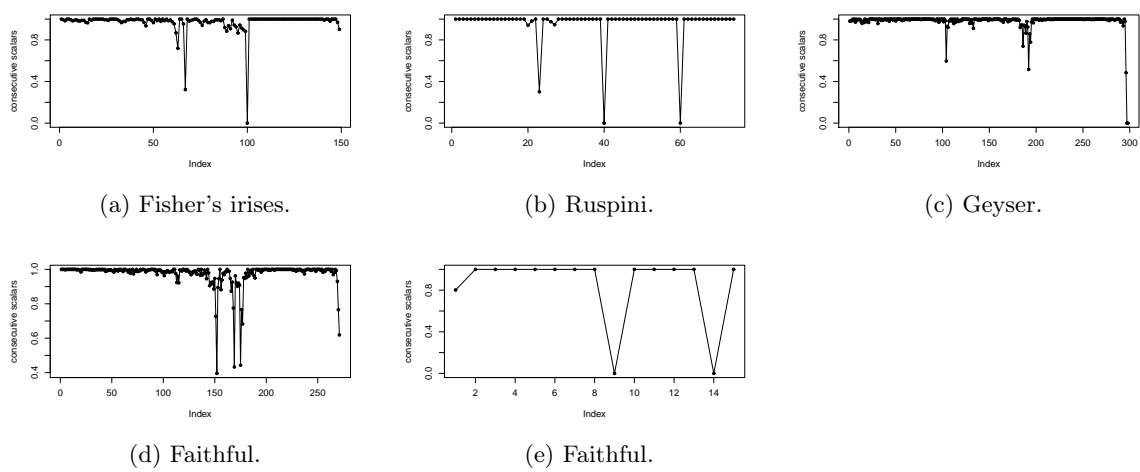 consecutive scalars
0.0 0.4 0.8
0 50 100 150
Index
(a) Fisher's irises.
consecutive scalars
0.0 0.4 0.8
0 20 40 60
Index
(b) Ruspini.
consecutive scalars
0.0 0.4 0.8
0 50 100 150 200 250 300
Index
(c) Geyser.
consecutive scalars
0.4 0.6 0.8 1.0
0 50 100 150 200 250
Index
(d) Faithful.
consecutive scalars
0.0 0.4 0.8
2 4 6 8 10 12 14
Index
(e) Faithful.